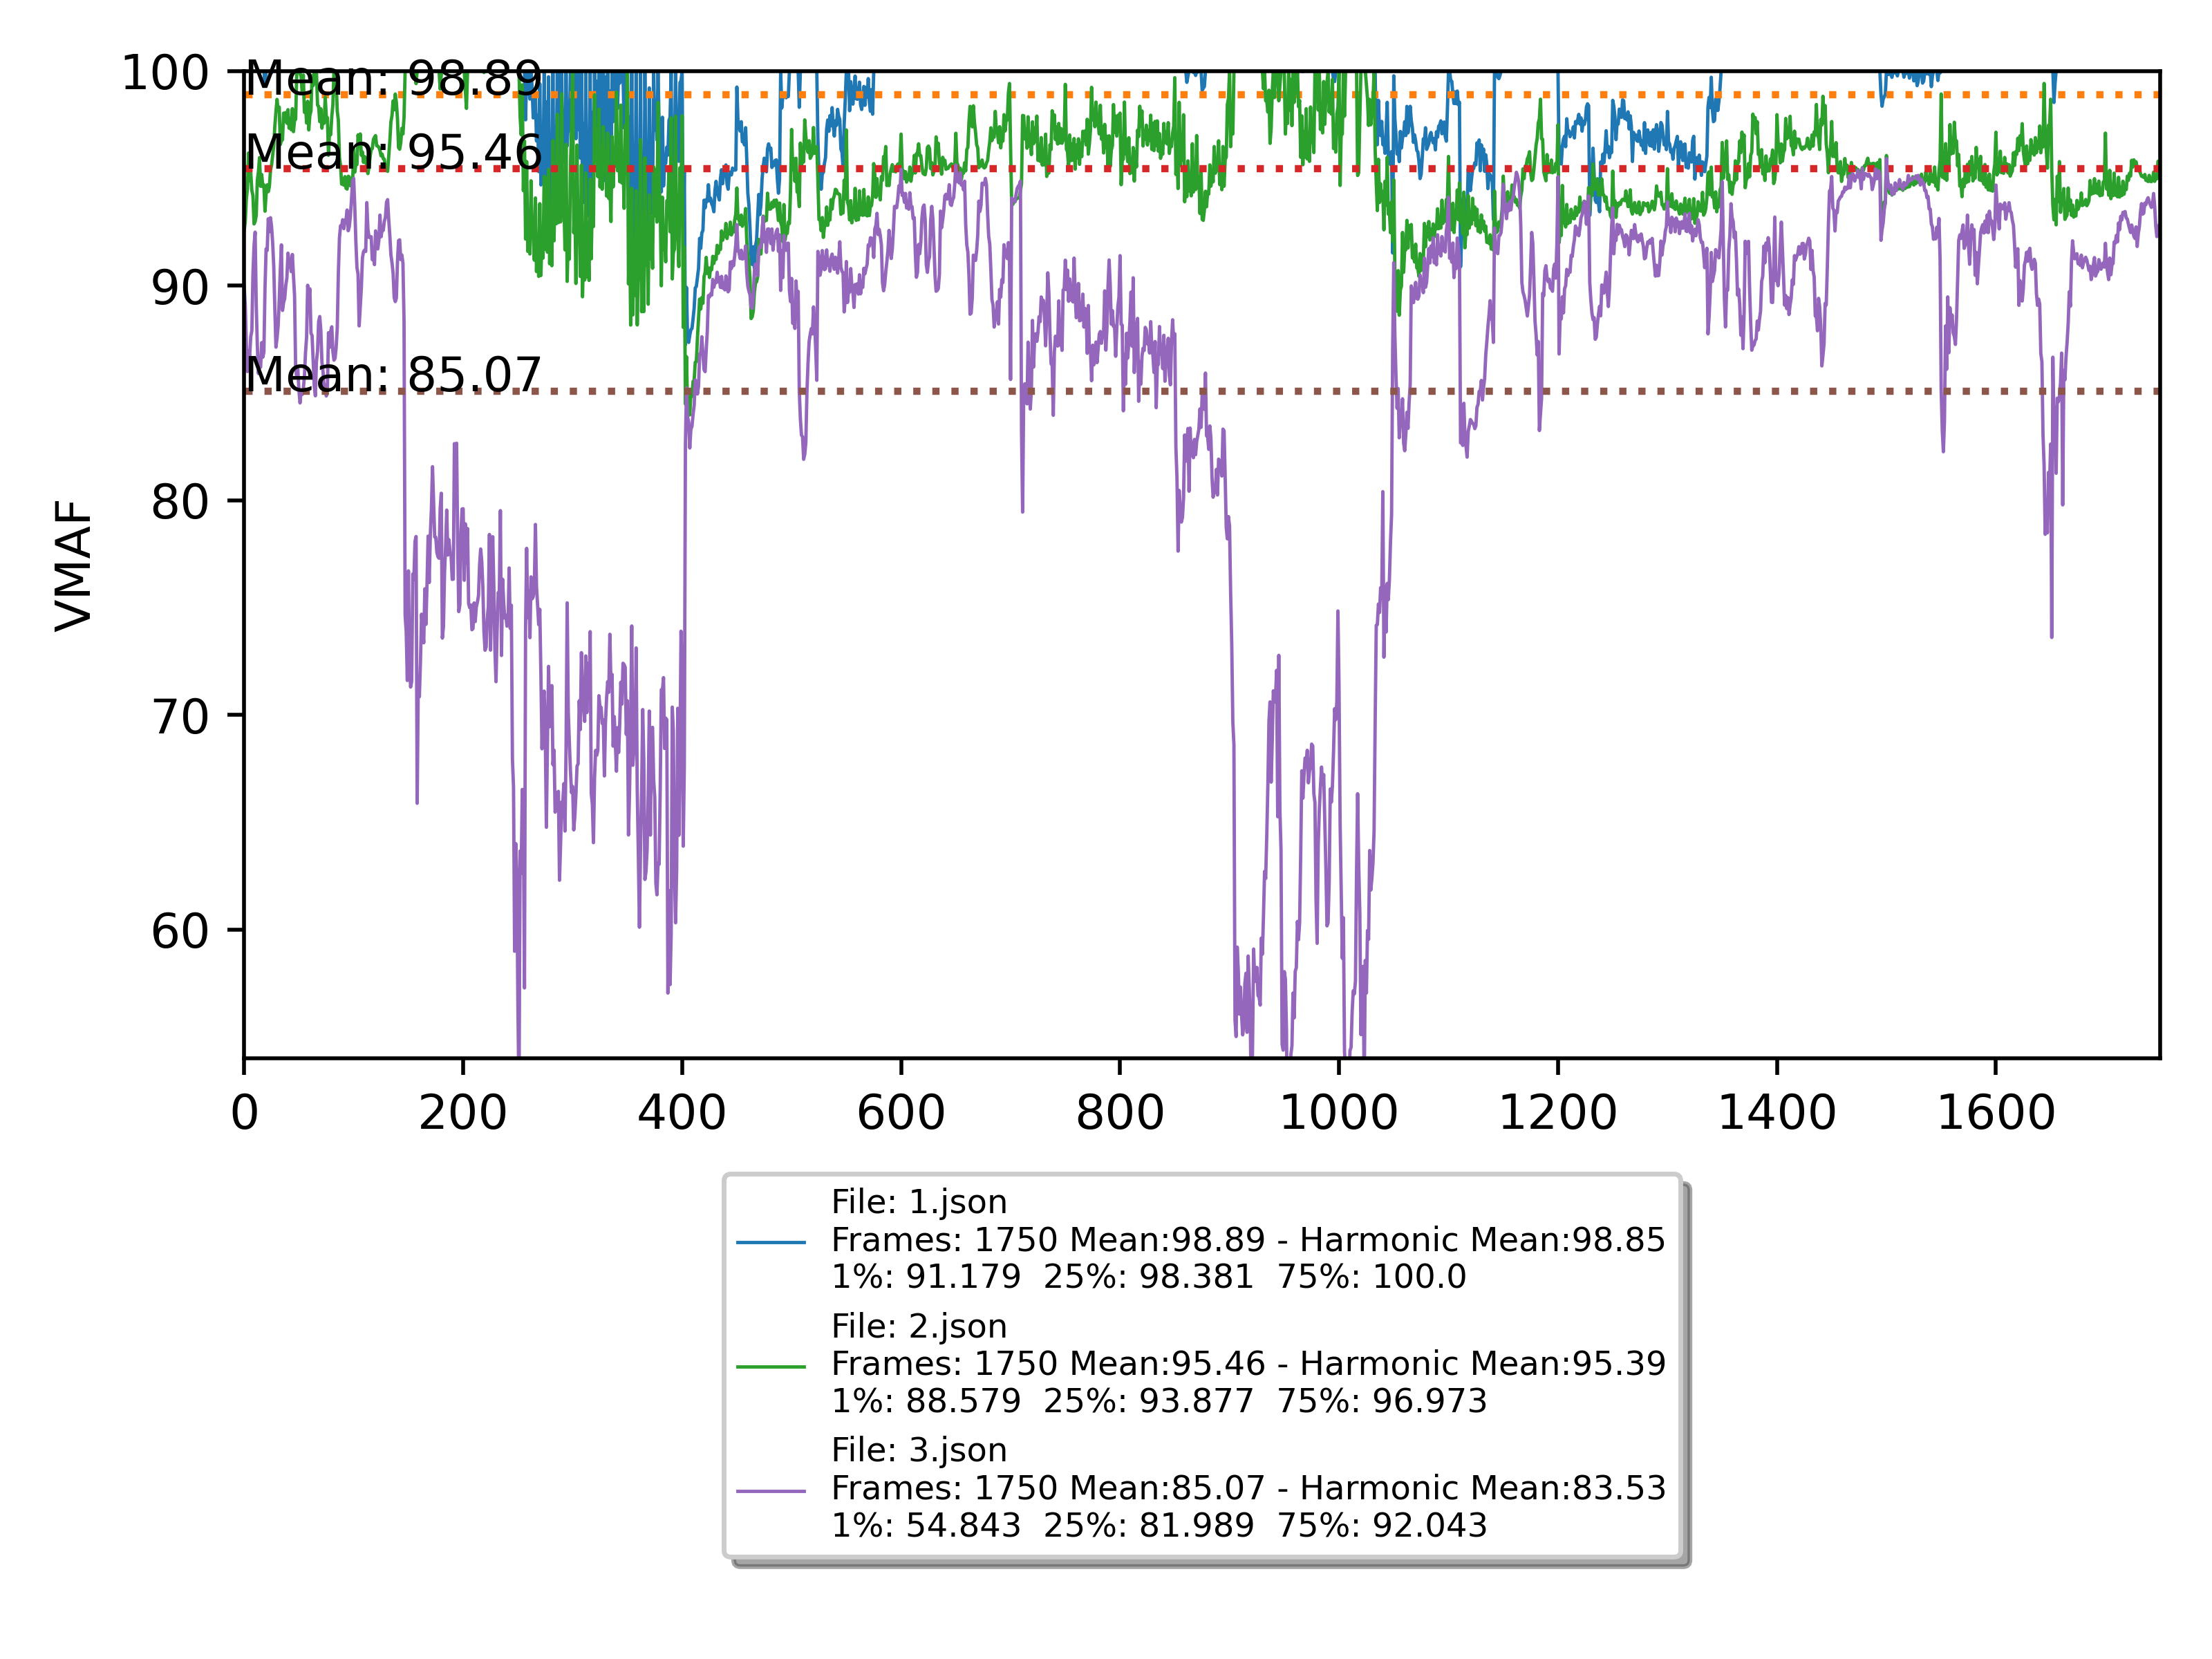 100
Mean: 98.89
Mean: 95.46
90
Mean: 85.07
80
VMAF
70
60
0 200 400 600 800 1000 1200 1400 1600
File: 1.json
Frames: 1750 Mean:98.89 - Harmonic Mean:98.85
1%: 91.179  25%: 98.381  75%: 100.0
File: 2.json
Frames: 1750 Mean:95.46 - Harmonic Mean:95.39
1%: 88.579  25%: 93.877  75%: 96.973
File: 3.json
Frames: 1750 Mean:85.07 - Harmonic Mean:83.53
1%: 54.843  25%: 81.989  75%: 92.043